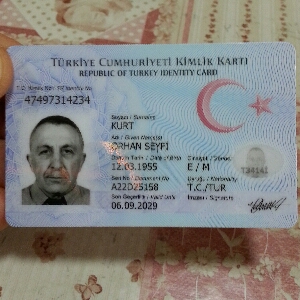 TÜRKİYE CUMHURİYETİ KİMLİK KARTI
REPUBLIC OF TURKEY IDENTITY CARD
T.C. Kimlik No / TR Identity No
47497314234
Soyadı / Surname
KURT
Adı / Given Name(s)
ORHAN SEYFİ
Doğum Tarihi / Date of Birth Cinsiyeti / Gender
12.03.1955 E / M
Seri No / Document No Uyruğu / Nationality
A22D25158 T.C./TUR
Son Geçerlilik / Valid Until İmzası / Signature
06.09.2029